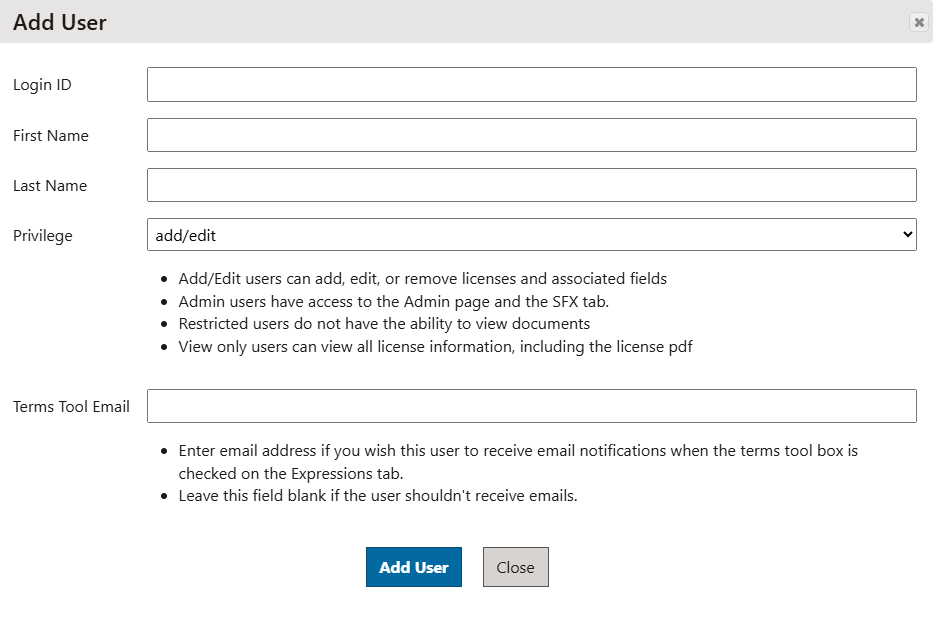 Add User
Login ID
First Name
Last Name
Privilege
add/edit
• Add/Edit users can add, edit, or remove licenses and associated fields
• Admin users have access to the Admin page and the SFX tab.
• Restricted users do not have the ability to view documents
• View only users can view all license information, including the license pdf
Terms Tool Email
• Enter email address if you wish this user to receive email notifications when the terms tool box is
checked on the Expressions tab.
• Leave this field blank if the user shouldn't receive emails.
Add User
Close